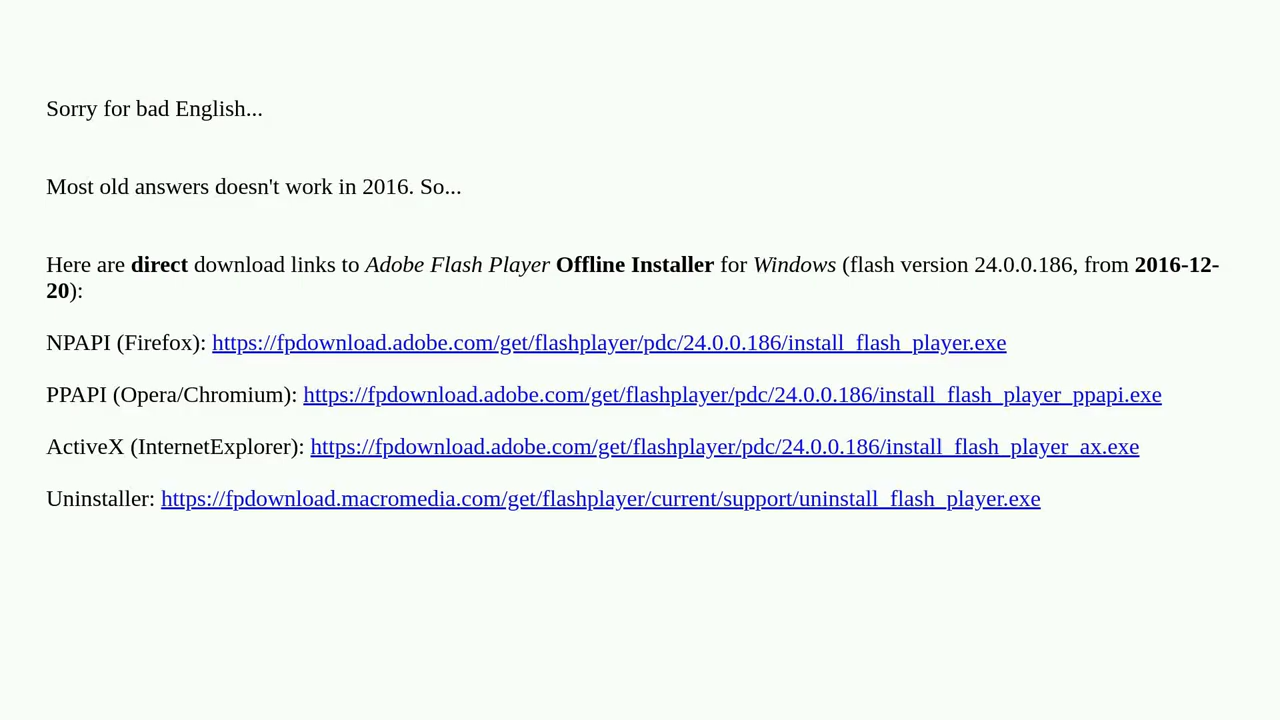 Sorry for bad English...
Most old answers doesn't work in 2016. So...
Here are direct download links to Adobe Flash Player Offline Installer for Windows (flash version 24.0.0.186, from 2016-12-
20):
NPAPI (Firefox): https://fpdownload.adobe.com/get/flashplayer/pdc/24.0.0.186/install_flash_player.exe
PPAPI (Opera/Chromium): https://fpdownload.adobe.com/get/flashplayer/pdc/24.0.0.186/install_flash_player_ppapi.exe
ActiveX (InternetExplorer): https://fpdownload.adobe.com/get/flashplayer/pdc/24.0.0.186/install_flash_player_ax.exe
Uninstaller: https://fpdownload.macromedia.com/get/flashplayer/current/support/uninstall_flash_player.exe